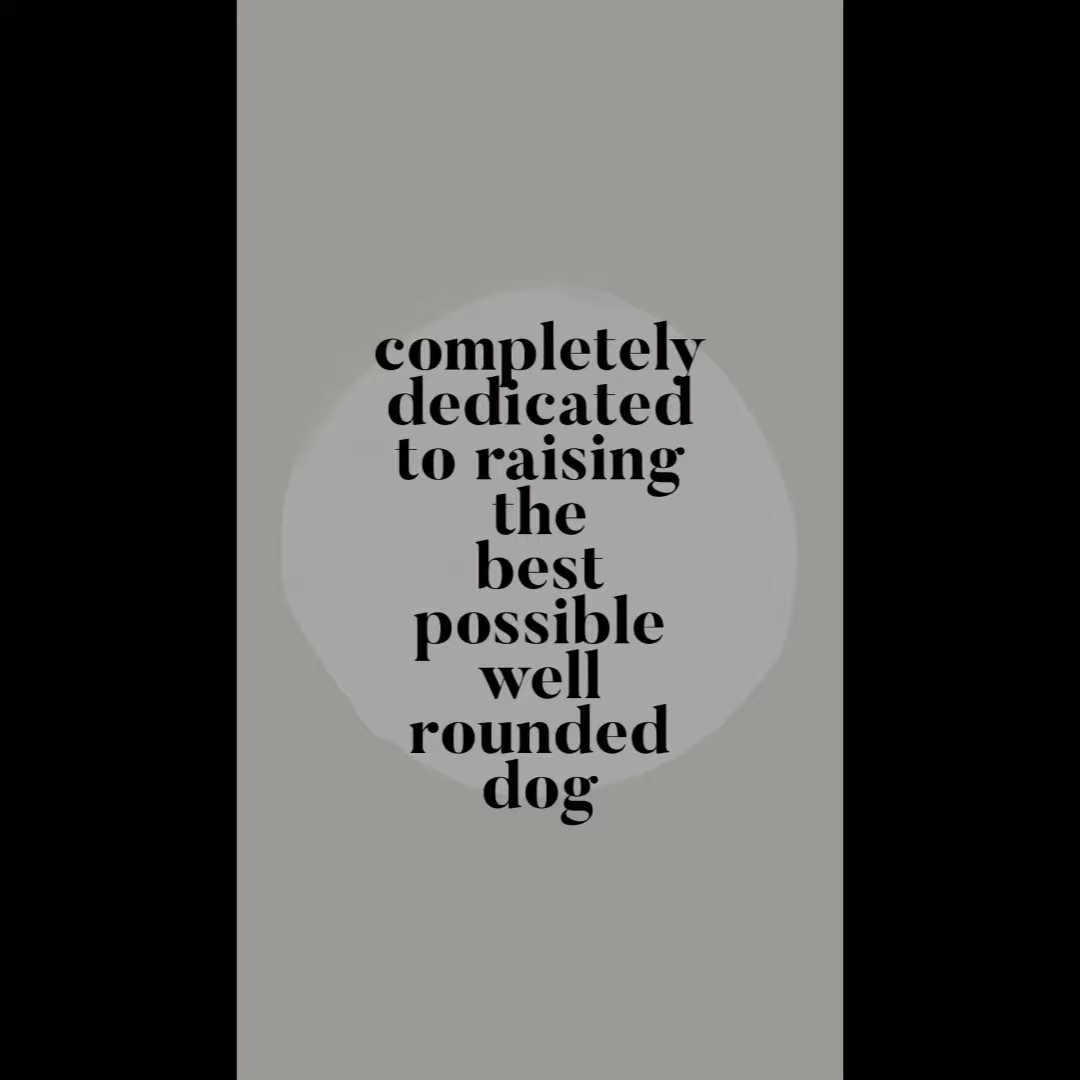 completely
dedicated
to raising
the
best
possible
well
rounded
dog